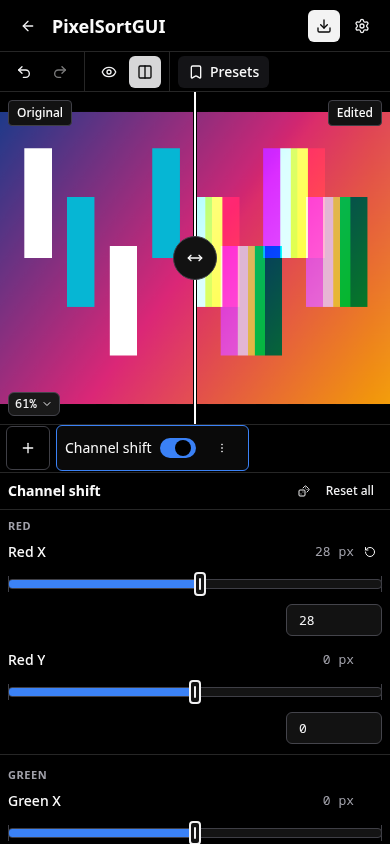 PixelSortGUI
Presets
Original
Edited
61%
Channel shift
Channel shift
Reset all
RED
Red X
28 px
28
Red Y
0 px
0
GREEN
Green X
0 px